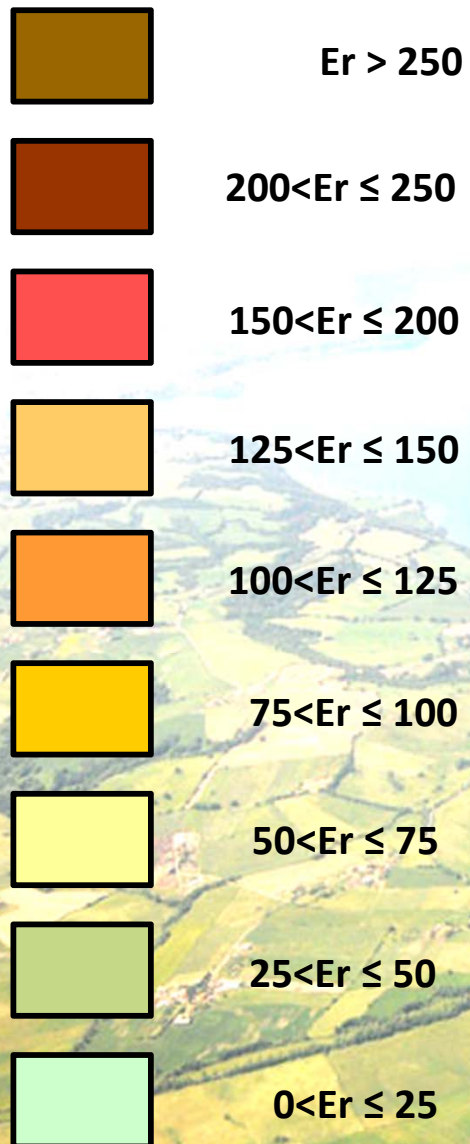 Er > 250
200<Er ≤ 250
150<Er ≤ 200
125<Er ≤ 150
100<Er ≤ 125
75<Er ≤ 100
50<Er ≤ 75
25<Er ≤ 50
0<Er ≤ 25